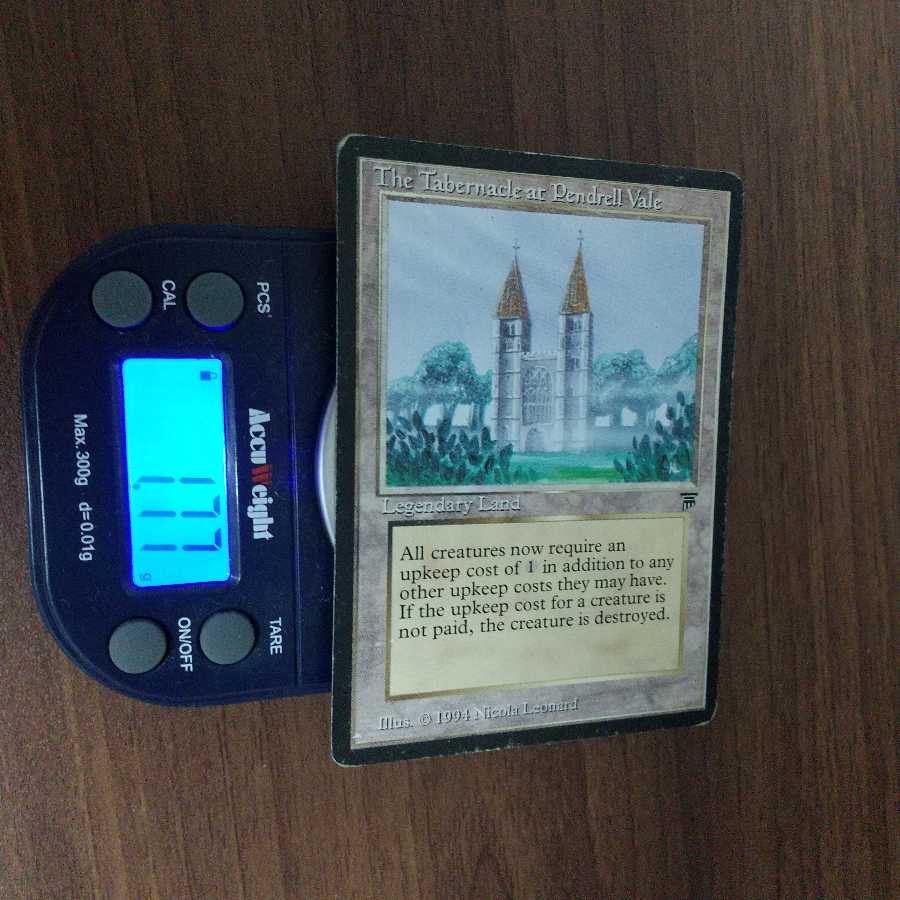 The Tabernacle at Pendrell Vale
Legendary Land
All creatures now require an
upkeep cost of 1 in addition to any
other upkeep costs they may have.
If the upkeep cost for a creature is
not paid, the creature is destroyed.
Illus. © 1994 Nicola Leonard
PCS
CAL
AccuWeight
1.77 g
Max. 300g d=0.01g
TARE
ON/OFF